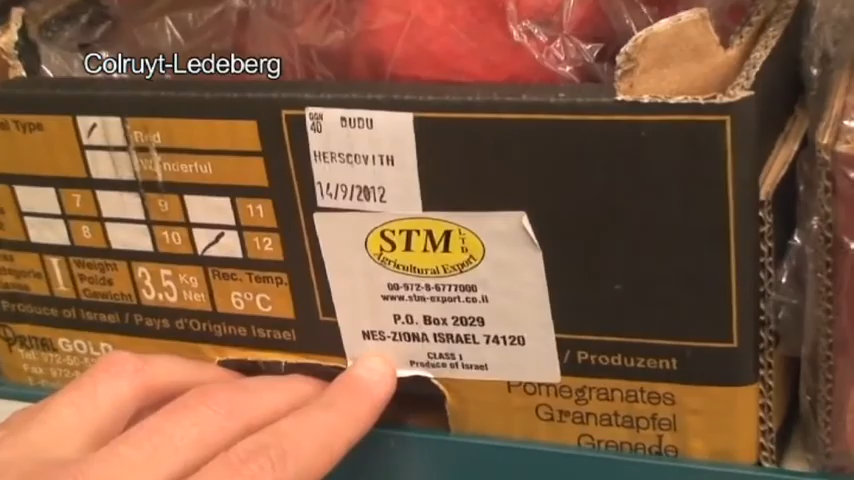 Colruyt-Ledeberg
Type
Red
Wonderful
7 9 11
8 10 12
I
Weight
Poids
Gewicht
3.5 Kg
Net
Rec. Temp.
6°C
Produce of Israel / Pays d'Origine Israel
GOLD
40 DUDU
HERSCOVITH
14/9/2012
STM LTD
Agricultural Export
00-972-8-6777000
www.stm-export.co.il
P.O. Box 2029
NES-ZIONA ISRAEL 74120
CLASS I
Produce of Israel
/ Produzent
Pomegranates
Granatapfel
Grenade